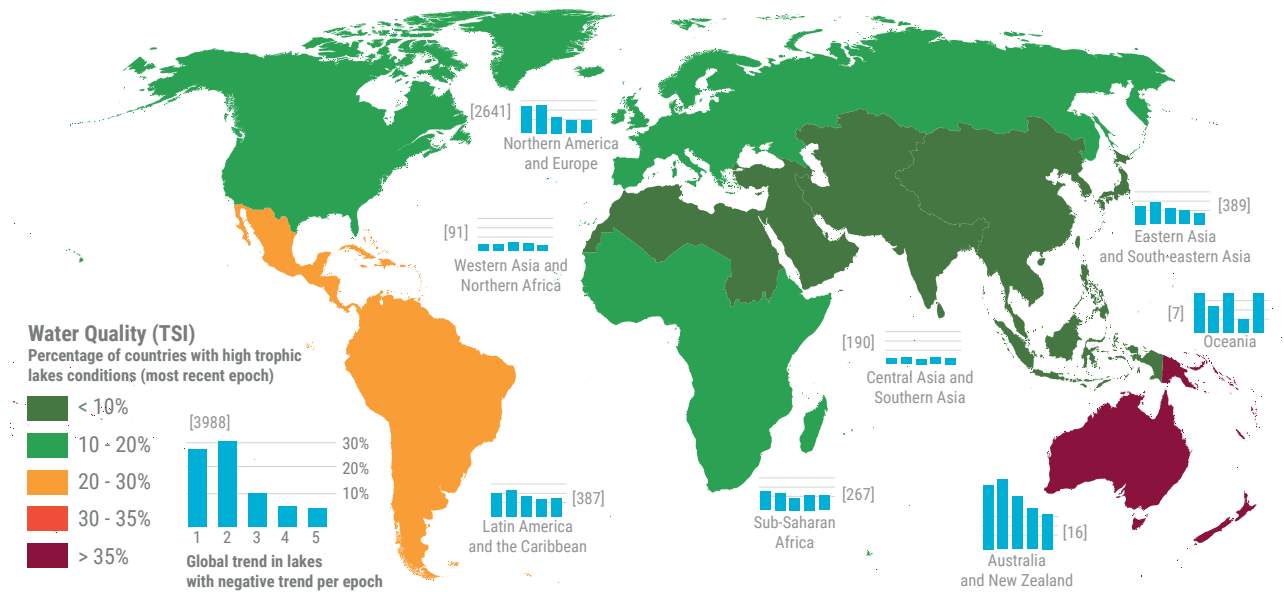 [2641]
Northern America
and Europe
[91]
Western Asia and
Northern Africa
[389]
Eastern Asia
and South-eastern Asia
[7]
Oceania
[190]
Central Asia and
Southern Asia
Water Quality (TSI)
Percentage of countries with high trophic
lakes conditions (most recent epoch)
< 10%
10 - 20%
20 - 30%
30 - 35%
> 35%
[3988]
30%
20%
10%
1 2 3 4 5
Global trend in lakes
with negative trend per epoch
[387]
Latin America
and the Caribbean
[267]
Sub-Saharan
Africa
[16]
Australia
and New Zealand